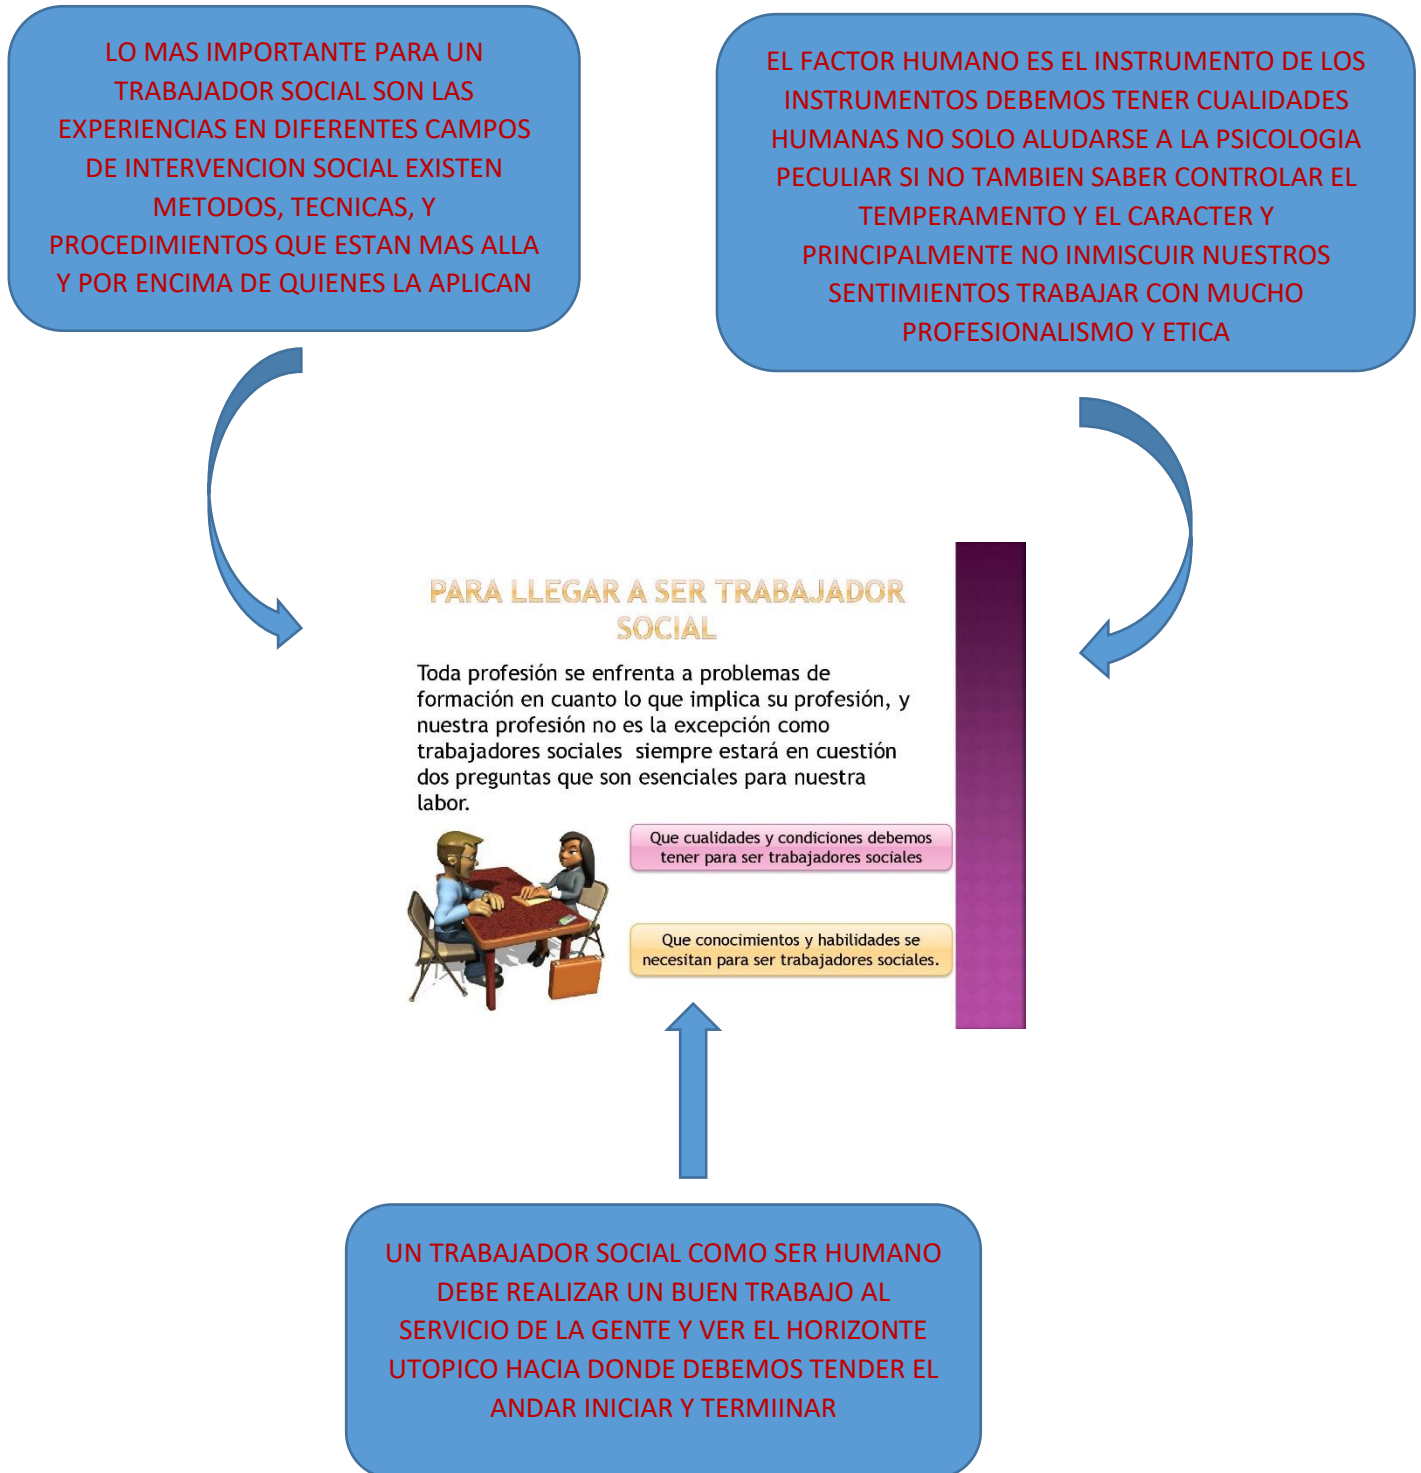 LO MAS IMPORTANTE PARA UN
TRABAJADOR SOCIAL SON LAS
EXPERIENCIAS EN DIFERENTES CAMPOS
DE INTERVENCION SOCIAL EXISTEN
METODOS, TECNICAS, Y
PROCEDIMIENTOS QUE ESTAN MAS ALLA
Y POR ENCIMA DE QUIENES LA APLICAN
EL FACTOR HUMANO ES EL INSTRUMENTO DE LOS
INSTRUMENTOS DEBEMOS TENER CUALIDADES
HUMANAS NO SOLO ALUDARSE A LA PSICOLOGIA
PECULIAR SI NO TAMBIEN SABER CONTROLAR EL
TEMPERAMENTO Y EL CARACTER Y
PRINCIPALMENTE NO INMISCUIR NUESTROS
SENTIMIENTOS TRABAJAR CON MUCHO
PROFESIONALISMO Y ETICA
PARA LLEGAR A SER TRABAJADOR
SOCIAL
Toda profesión se enfrenta a problemas de
formación en cuanto lo que implica su profesión, y
nuestra profesión no es la excepción como
trabajadores sociales siempre estará en cuestión
dos preguntas que son esenciales para nuestra
labor.
Que cualidades y condiciones debemos
tener para ser trabajadores sociales
Que conocimientos y habilidades se
necesitan para ser trabajadores sociales.
UN TRABAJADOR SOCIAL COMO SER HUMANO
DEBE REALIZAR UN BUEN TRABAJO AL
SERVICIO DE LA GENTE Y VER EL HORIZONTE
UTOPICO HACIA DONDE DEBEMOS TENDER EL
ANDAR INICIAR Y TERMIINAR